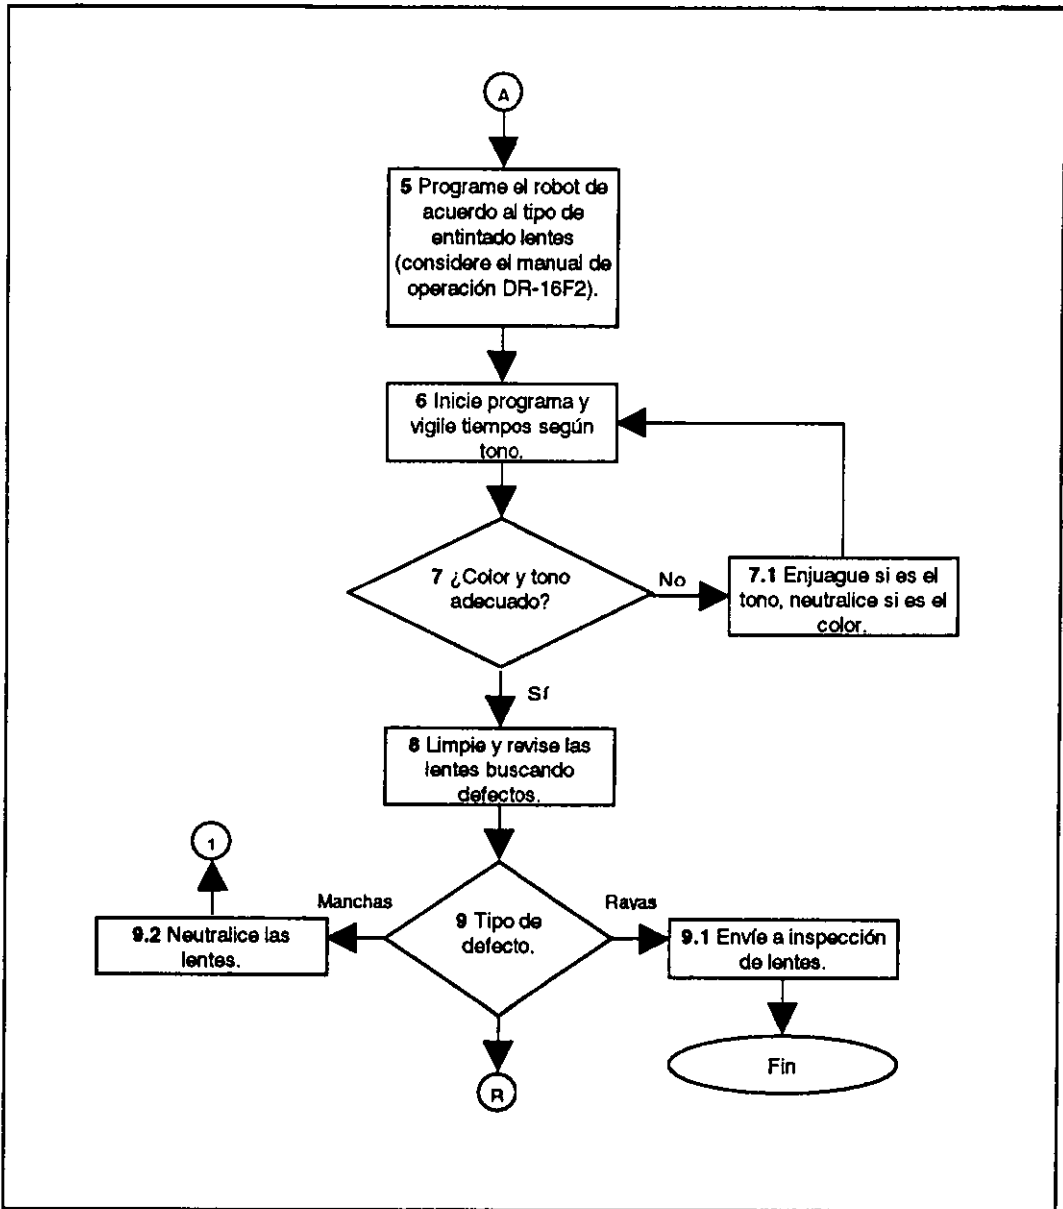 A
5 Programe el robot de
acuerdo al tipo de
entintado lentes
(considere el manual de
operación DR-16F2).
6 Inicie programa y
vigile tiempos según
tono.
7 ¿Color y tono
adecuado?
No
7.1 Enjuague si es el
tono, neutralice si es el
color.
Sí
8 Limpie y revise las
lentes buscando
defectos.
1
Manchas
9 Tipo de
defecto.
Rayas
9.2 Neutralice las
lentes.
9.1 Envíe a inspección
de lentes.
Fin
R